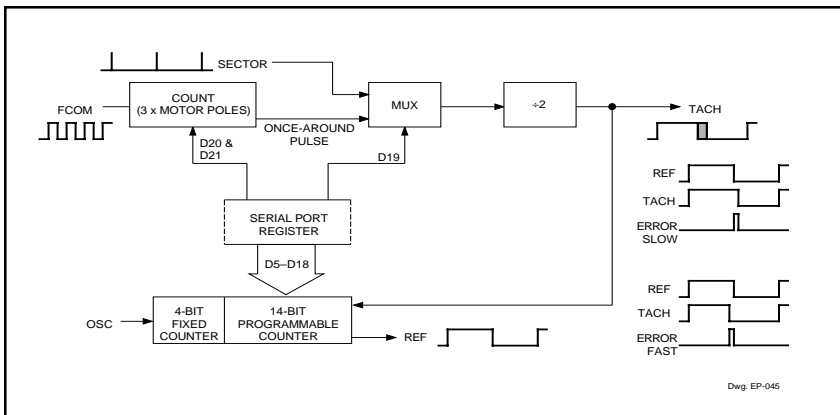 SECTOR
FCOM
COUNT
(3 x MOTOR POLES)
ONCE-AROUND
PULSE
MUX
÷2
TACH
D20 &
D21
D19
SERIAL PORT
REGISTER
D5–D18
OSC
4-BIT
FIXED
COUNTER
14-BIT
PROGRAMMABLE
COUNTER
REF
REF
TACH
ERROR
SLOW
REF
TACH
ERROR
FAST
Dwg. EP-045